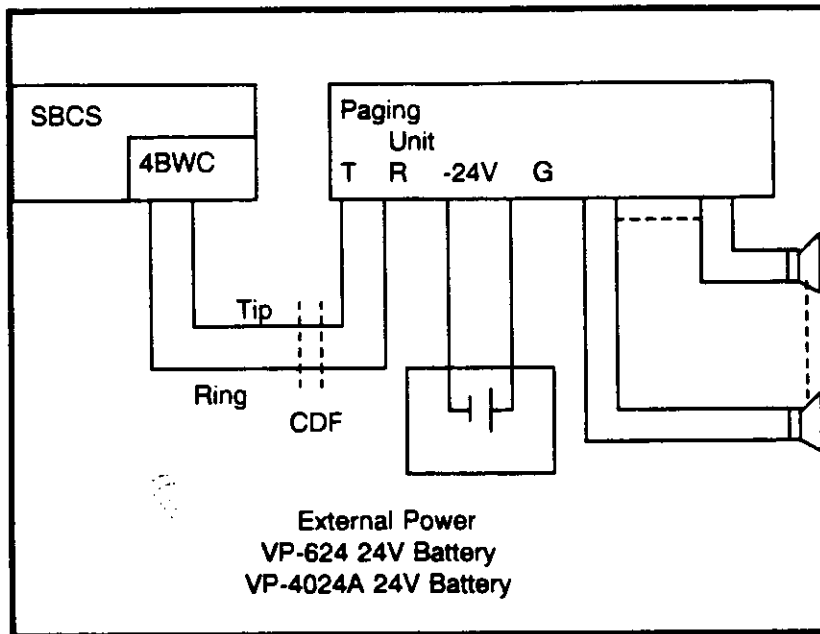 SBCS
4BWC
Paging
Unit
T R -24V G
Tip
Ring
CDF
External Power
VP-624 24V Battery
VP-4024A 24V Battery